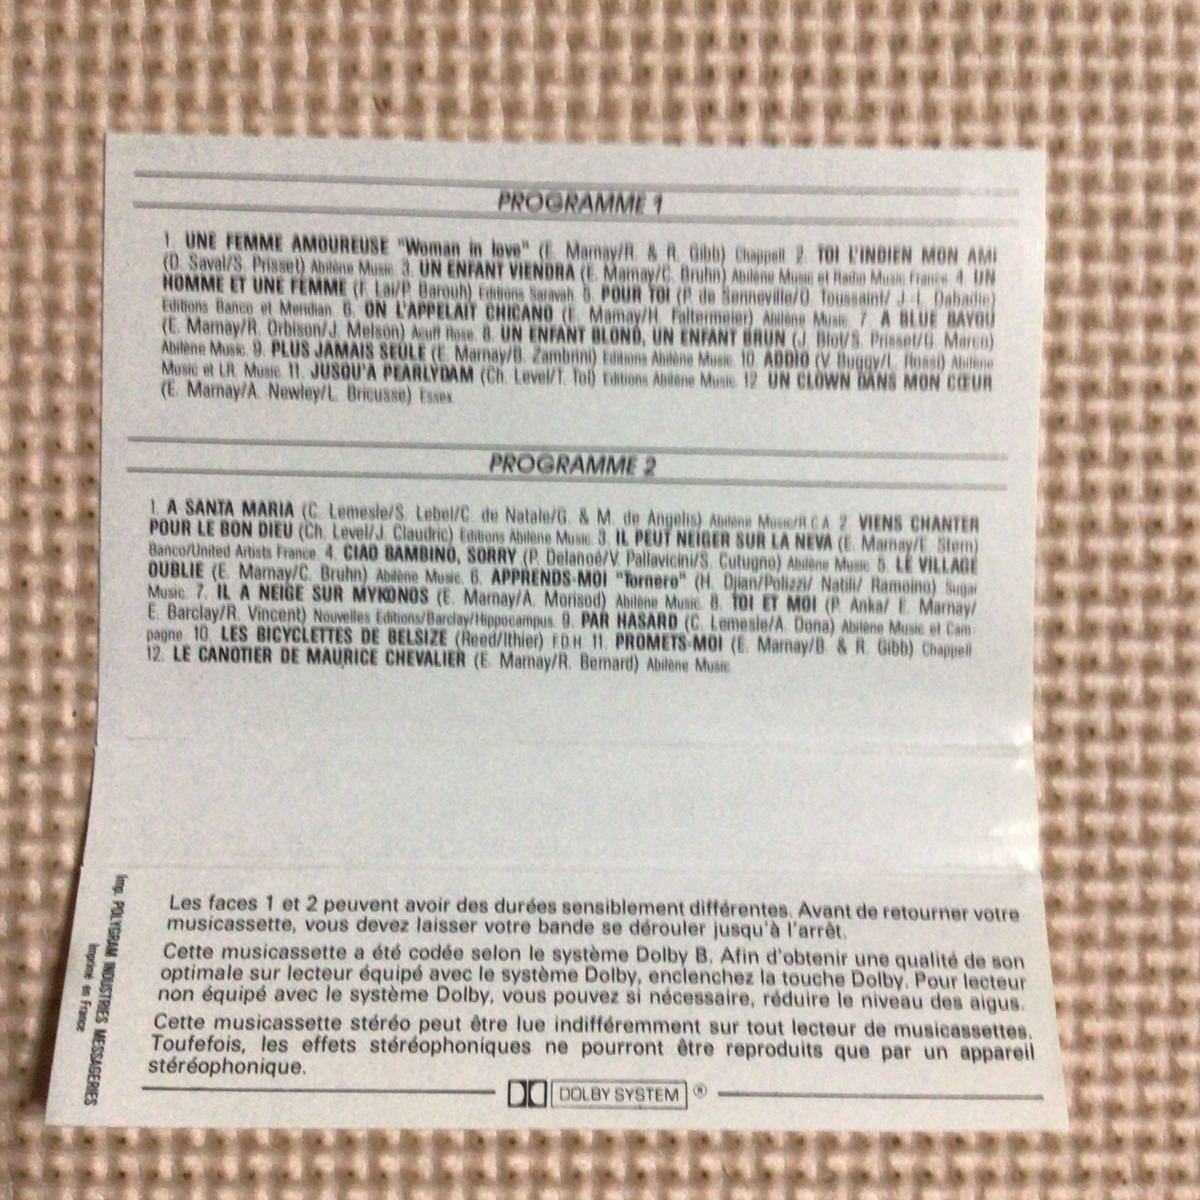 PROGRAMME 1
1. UNE FEMME AMOUREUSE "Woman in love" (E. Marnay/R. & R. Gibb) Chappell 2. TOI L'INDIEN MON AMI
(D. Saval/S. Prisset) Abilène Music. 3. UN ENFANT VIENDRA (E. Marnay/C. Bruhn) Abilène Music et Radio Music France. 4. UN
HOMME ET UNE FEMME (F. Lai/P. Barouh) Editions Saravah. 5. POUR TOI (P. de Senneville/O. Toussaint/ J.-L. Dabadie)
Editions Banco et Meridian. 6. ON L'APPELAIT CHICANO (E. Marnay/H. Faltermeier) Abilène Music. 7. A BLUE BAYOU
(E. Marnay/R. Orbison/J. Melson) Acuff Rose. 8. UN ENFANT BLOND, UN ENFANT BRUN (J. Blot/S. Prisset/G. Marco)
Abilène Music. 9. PLUS JAMAIS SEULE (E. Marnay/B. Zambrini) Editions Abilène Music. 10. ADDIO (V Buggy/L. Rossi) Abilène
Music et LR. Music. 11. JUSQU'A PEARLYDAM (Ch. Level/T. Tol) Editions Abilène Music. 12. UN CLOWN DANS MON CŒUR
(E. Marnay/A. Newley/L. Bricusse) Essex.
PROGRAMME 2
1. A SANTA MARIA (C. Lemesle/S. Lebel/C. de Natale/G. & M. de Angelis) Abilène Music/R.C.A. 2. VIENS CHANTER
POUR LE BON DIEU (Ch. Level/J. Claudric) Editions Abilène Music. 3. IL PEUT NEIGER SUR LA NEVA (E. Marnay/E. Stern)
Banco/United Artists France. 4. CIAO BAMBINO, SORRY (P. Delanoë/V. Pallavicini/S. Cutugno) Abilène Music. 5. LE VILLAGE
OUBLIE (E. Marnay/C. Bruhn) Abilène Music. 6. APPRENDS-MOI "Tornero" (H. Djian/Polizzi/ Natili/ Ramoino) Sugar
Music. 7. IL A NEIGE SUR MYKONOS (E. Marnay/A. Morisod) Abilène Music. 8. TOI ET MOI (P. Anka/ E. Marnay/
E. Barclay/R. Vincent) Nouvelles Editions/Barclay/Hippocampus. 9. PAR HASARD (C. Lemesle/A. Dona) Abilène Music et Cam-
pagne. 10. LES BICYCLETTES DE BELSIZE (Reed/Ithier) F.D.H. 11. PROMETS-MOI (E. Marnay/B. & R. Gibb) Chappell
12. LE CANOTIER DE MAURICE CHEVALIER (E. Marnay/R. Bernard) Abilène Music.
Imp. POLYGRAM INDUSTRIES MESSAGERIES
Imprimé en France
Les faces 1 et 2 peuvent avoir des durées sensiblement différentes. Avant de retourner votre
musicassette, vous devez laisser votre bande se dérouler jusqu'à l'arrêt.
Cette musicassette a été codée selon le système Dolby B. Afin d'obtenir une qualité de son
optimale sur lecteur équipé avec le système Dolby, enclenchez la touche Dolby. Pour lecteur
non équipé avec le système Dolby, vous pouvez si nécessaire, réduire le niveau des aigus.
Cette musicassette stéréo peut être lue indifféremment sur tout lecteur de musicassettes.
Toufefois, les effets stéréophoniques ne pourront être reproduits que par un appareil
stéréophonique.
DOLBY SYSTEM ®